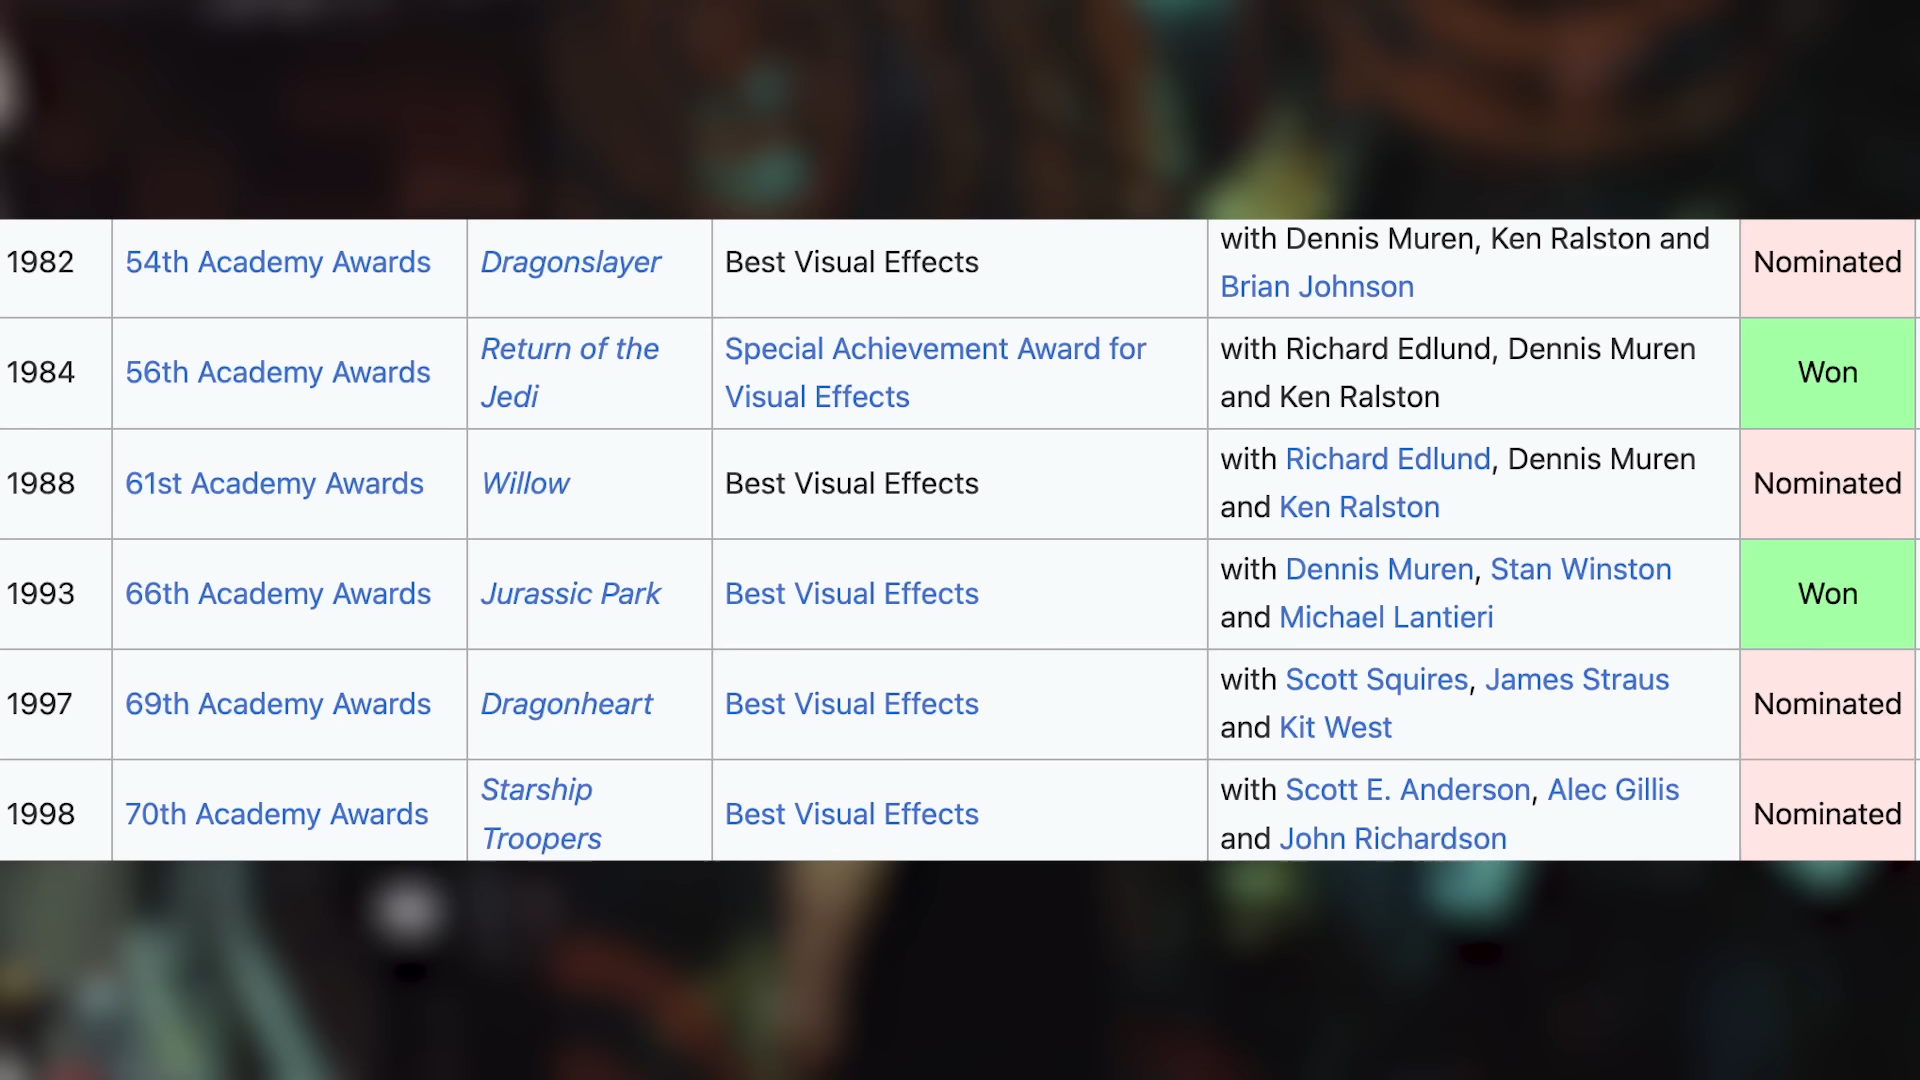 1982 54th Academy Awards Dragonslayer Best Visual Effects with Dennis Muren, Ken Ralston and Nominated
Brian Johnson
1984 56th Academy Awards Return of the Special Achievement Award for with Richard Edlund, Dennis Muren Won
Jedi Visual Effects and Ken Ralston
1988 61st Academy Awards Willow Best Visual Effects with Richard Edlund, Dennis Muren Nominated
and Ken Ralston
1993 66th Academy Awards Jurassic Park Best Visual Effects with Dennis Muren, Stan Winston Won
and Michael Lantieri
1997 69th Academy Awards Dragonheart Best Visual Effects with Scott Squires, James Straus Nominated
and Kit West
1998 70th Academy Awards Starship Best Visual Effects with Scott E. Anderson, Alec Gillis Nominated
Troopers and John Richardson